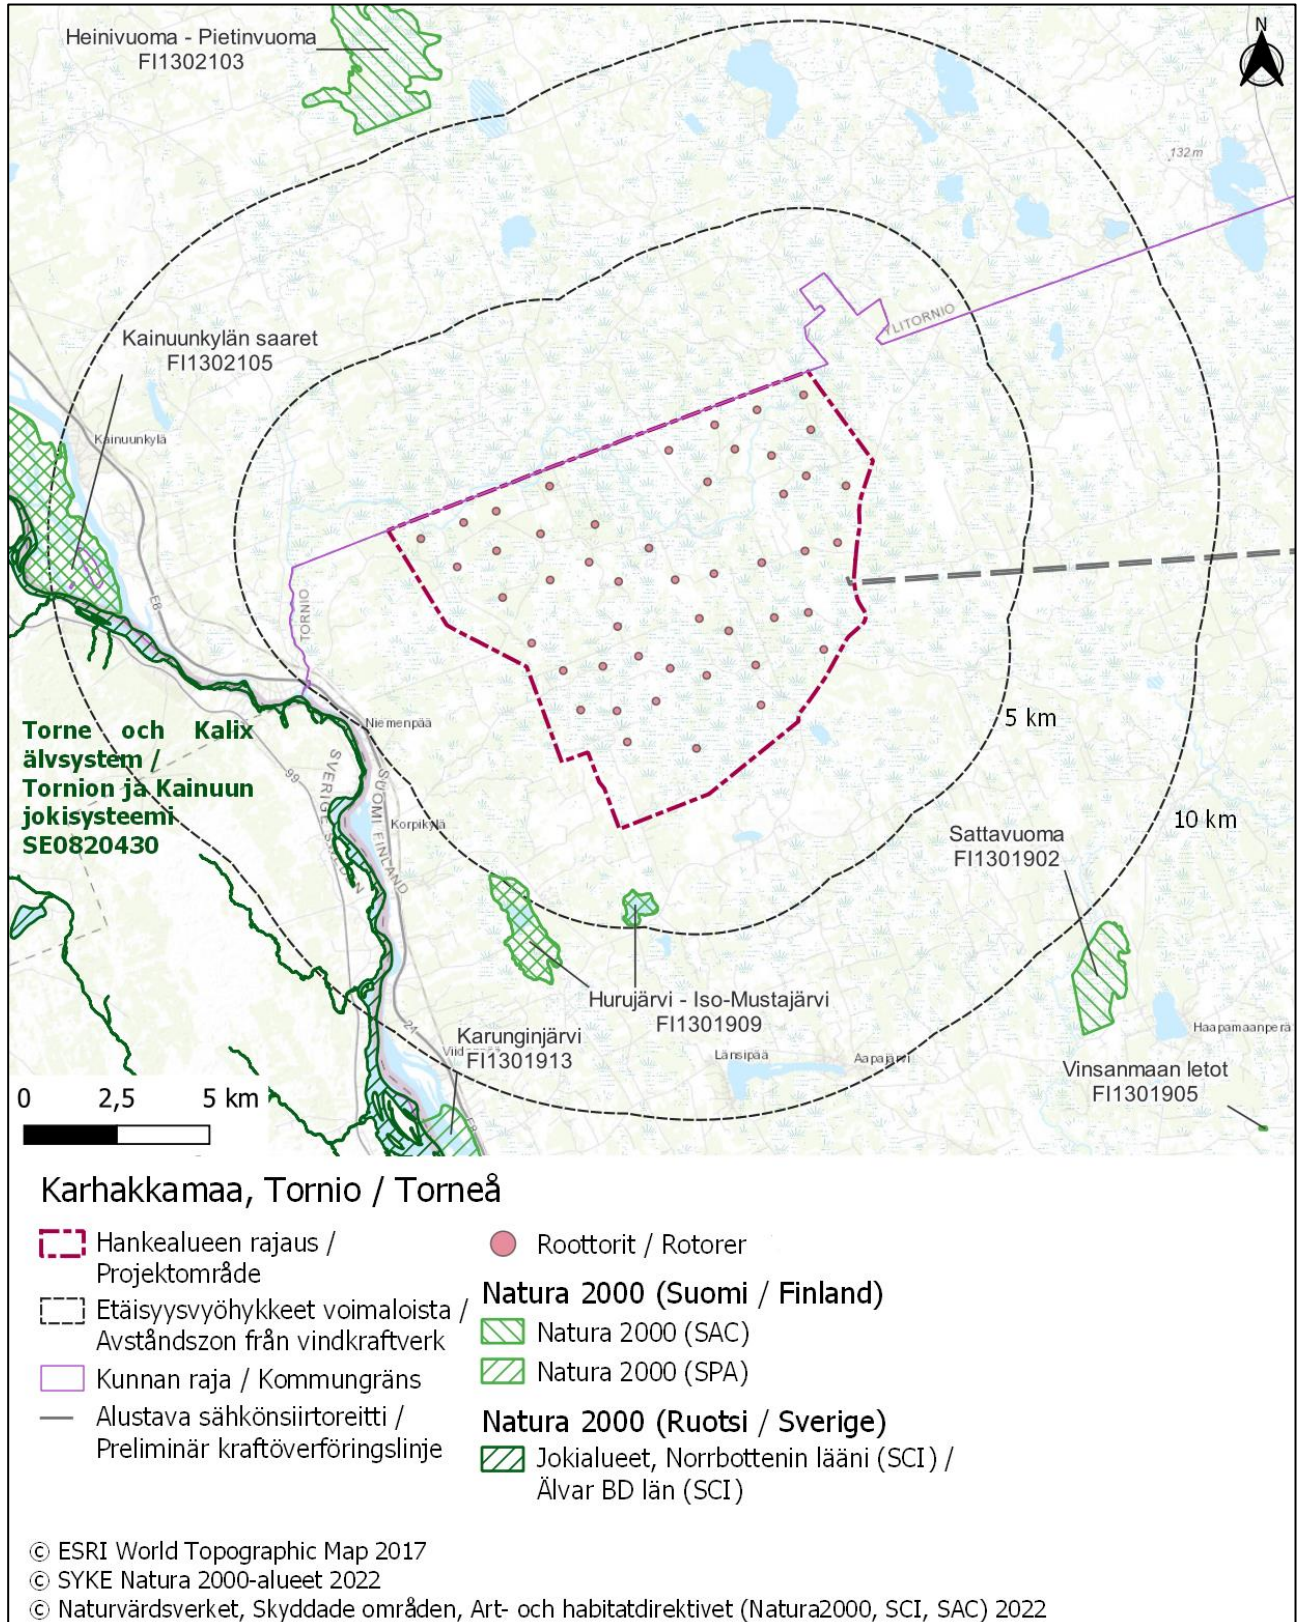 Heinivuoma - Pietinvuoma
FI1302103
N
132 m
YLITORNIO
Kainuunkylän saaret
FI1302105
Kainuunkylä
E8
TORNIO
Niemenpää
Torne och Kalix
älvsystem /
Tornion ja Kainuun
jokisysteemi
SE0820430
99
SVERIGE
SUOMI FINLAND
Korpikylä
5 km
10 km
Sattavuoma
FI1301902
Hurujärvi - Iso-Mustajärvi
FI1301909
Karunginjärvi
FI1301913
24
E8
Länsipää
Aapajärvi
Haapamaanperä
Vinsanmaan letot
FI1301905
0 2,5 5 km
Karhakkamaa, Tornio / Torneå
Hankealueen rajaus /
Projektområde
Etäisyysvyöhykkeet voimaloista /
Avståndszon från vindkraftverk
Kunnan raja / Kommungräns
Alustava sähkönsiirtoreitti /
Preliminär kraftöverföringslinje
Roottorit / Rotorer
Natura 2000 (Suomi / Finland)
Natura 2000 (SAC)
Natura 2000 (SPA)
Natura 2000 (Ruotsi / Sverige)
Jokialueet, Norrbottenin lääni (SCI) /
Älvar BD län (SCI)
© ESRI World Topographic Map 2017
© SYKE Natura 2000-alueet 2022
© Naturvärdsverket, Skyddade områden, Art- och habitatdirektivet (Natura2000, SCI, SAC) 2022